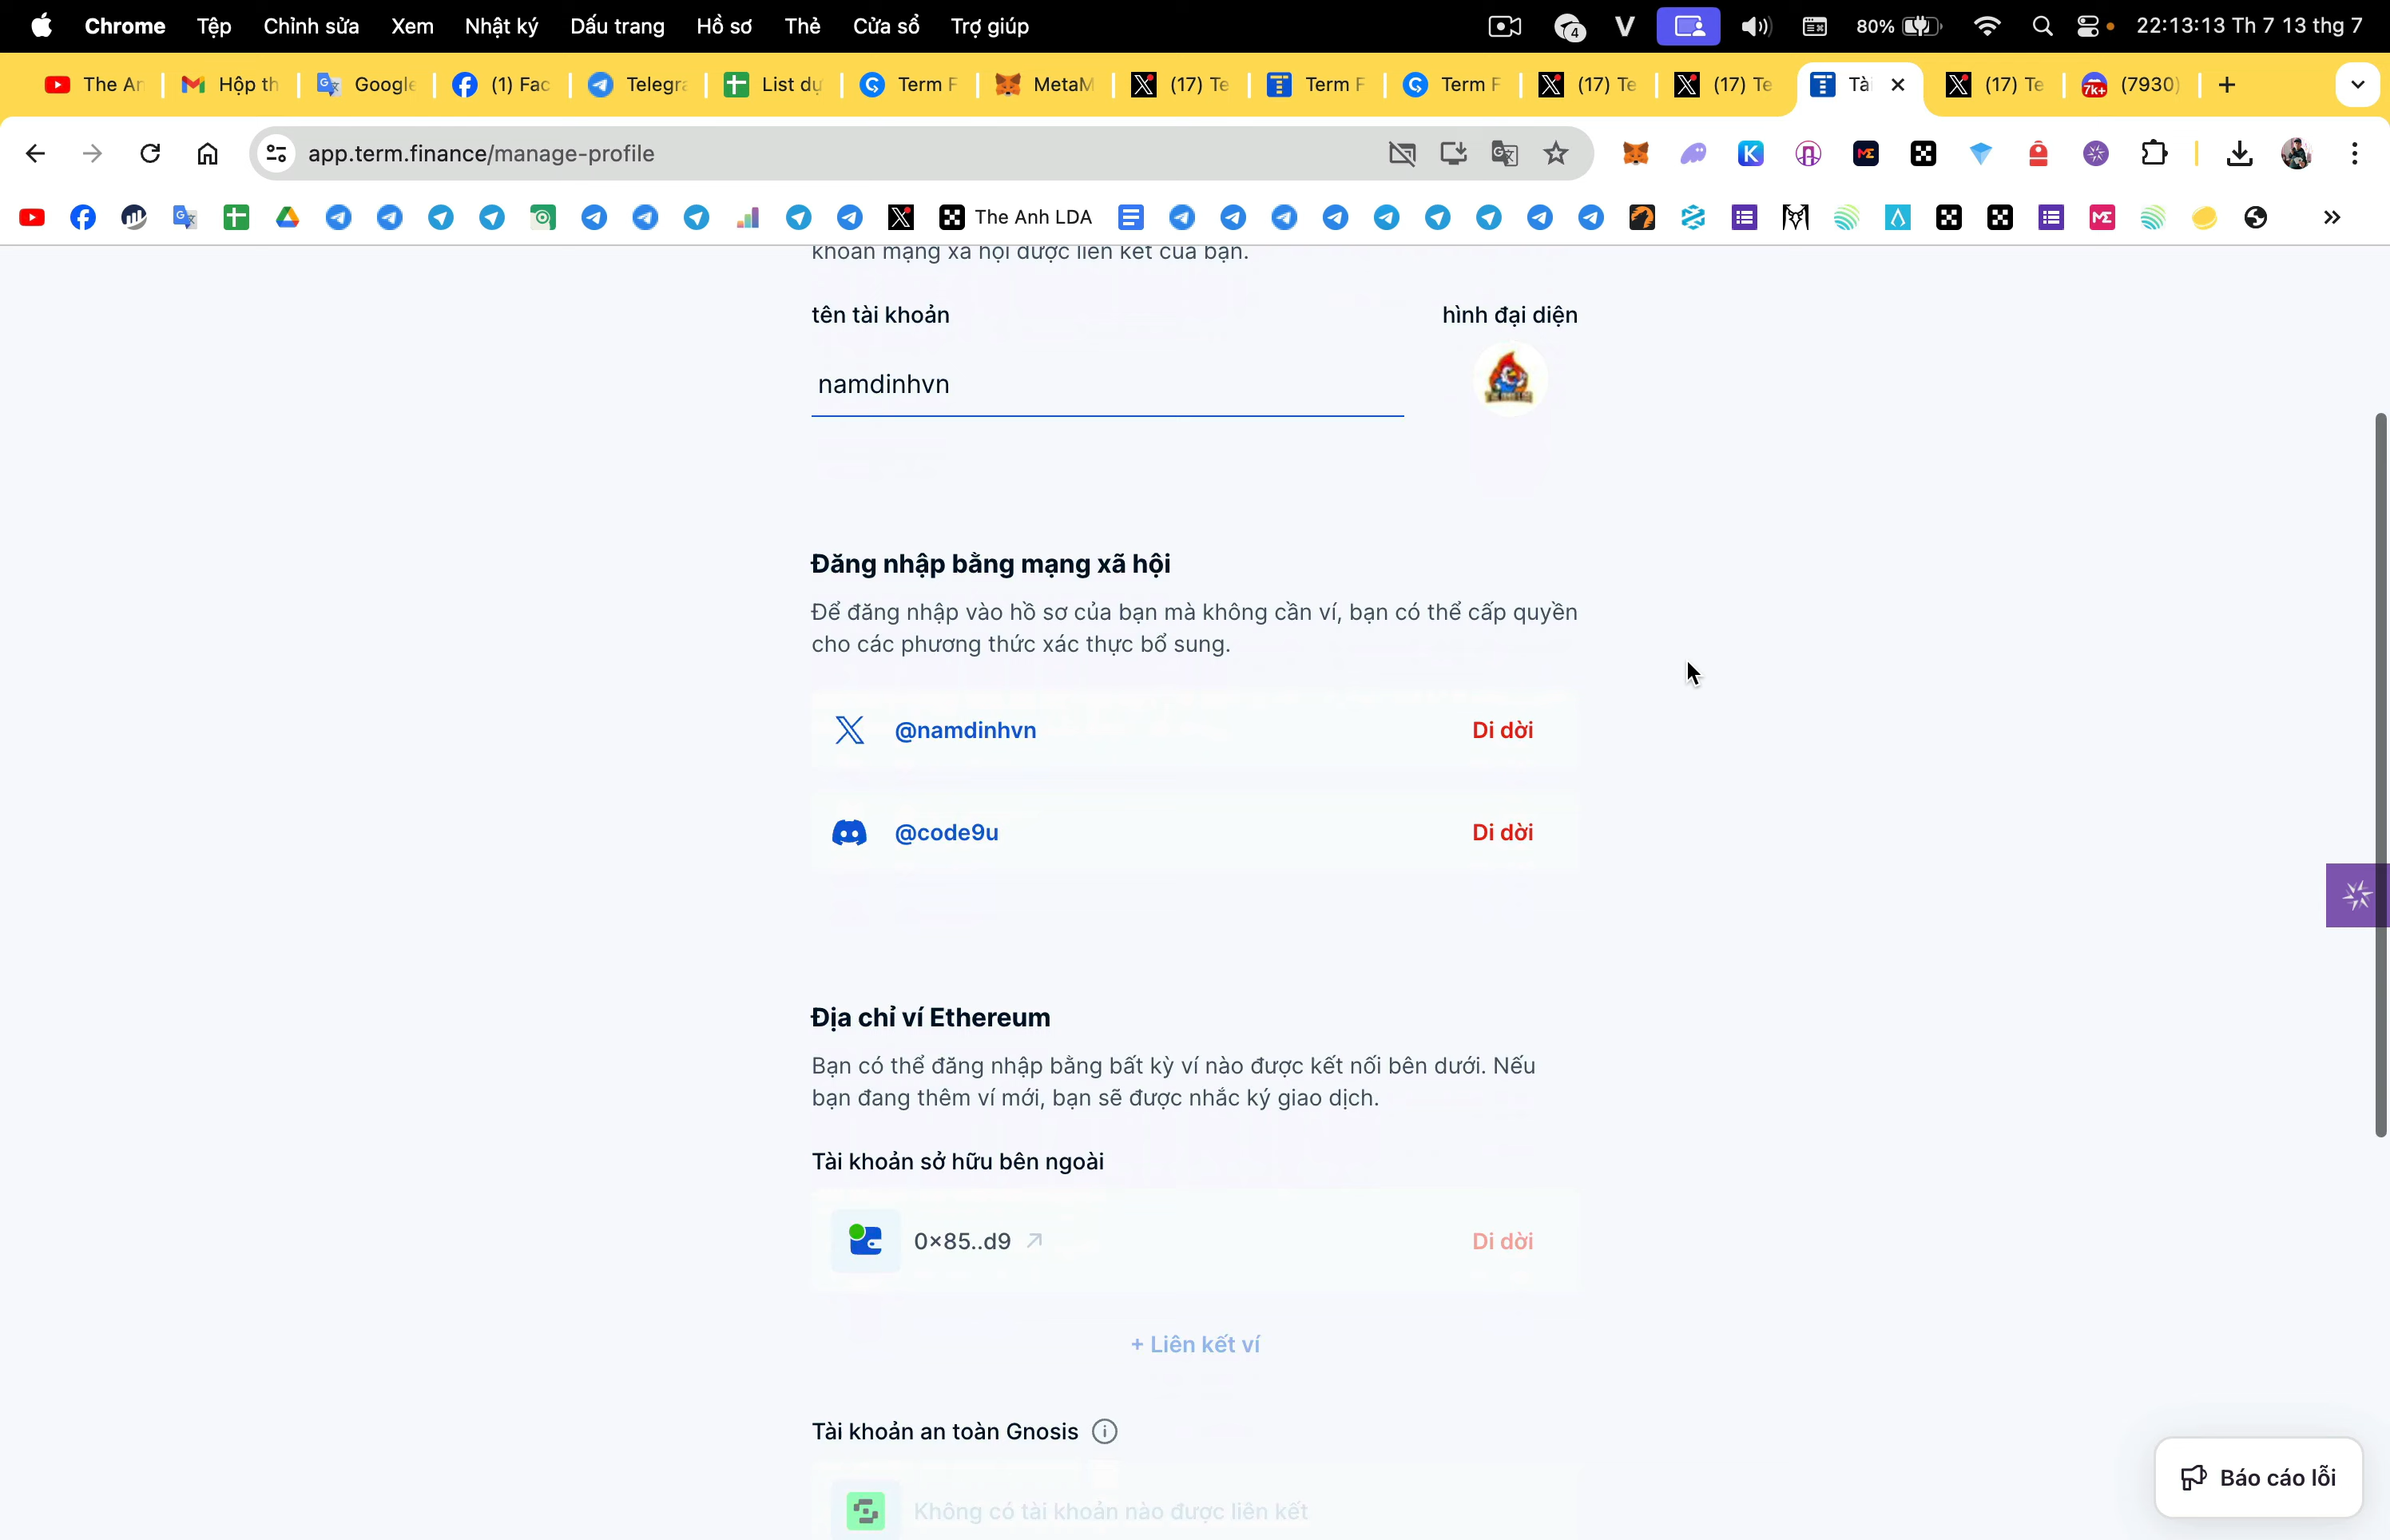 Chrome Tệp Chỉnh sửa Xem Nhật ký Dấu trang Hồ sơ Thẻ Cửa sổ Trợ giúp 4 V 80% 22:13:13 Th 7 13 thg 7
The An Hộp th Google (1) Fac Telegra List dự Term F MetaM (17) Te Term F Term F (17) Te (17) Te Tài (17) Te 7k+ (7930)
app.term.finance/manage-profile
The Anh LDA
khoản mạng xã hội được liên kết của bạn.
tên tài khoản hình đại diện
namdinhvn
Đăng nhập bằng mạng xã hội
Để đăng nhập vào hồ sơ của bạn mà không cần ví, bạn có thể cấp quyền
cho các phương thức xác thực bổ sung.
@namdinhvn Di dời
@code9u Di dời
Địa chỉ ví Ethereum
Bạn có thể đăng nhập bằng bất kỳ ví nào được kết nối bên dưới. Nếu
bạn đang thêm ví mới, bạn sẽ được nhắc ký giao dịch.
Tài khoản sở hữu bên ngoài
0x85..d9 Di dời
+ Liên kết ví
Tài khoản an toàn Gnosis
Không có tài khoản nào được liên kết
Báo cáo lỗi